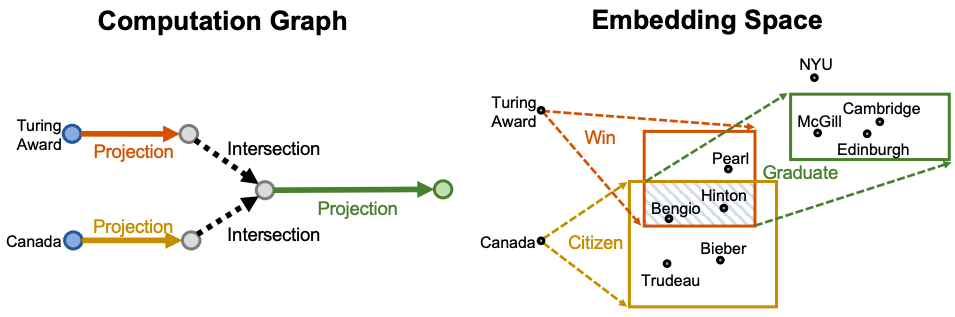 Computation Graph
Turing
Award
Projection
Intersection
Projection
Projection
Canada
Intersection
Embedding Space
NYU
Turing
Award
Win
Cambridge
McGill
Edinburgh
Pearl
Graduate
Hinton
Bengio
Canada
Citizen
Bieber
Trudeau